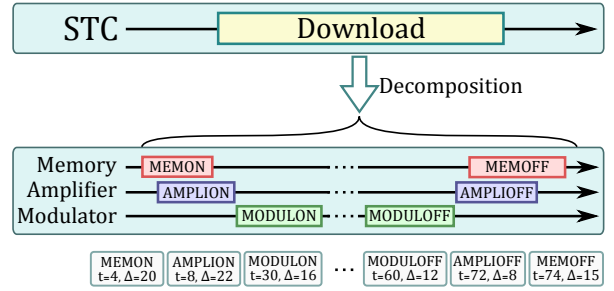 STC Download
Decomposition
Memory MEMON ··· MEMOFF
Amplifier AMPLION AMPLIOFF
Modulator MODULON ··· MODULOFF
MEMON AMPLION MODULON ··· MODULOFF AMPLIOFF MEMOFF
t=4, Δ=20 t=8, Δ=22 t=30, Δ=16 t=60, Δ=12 t=72, Δ=8 t=74, Δ=15